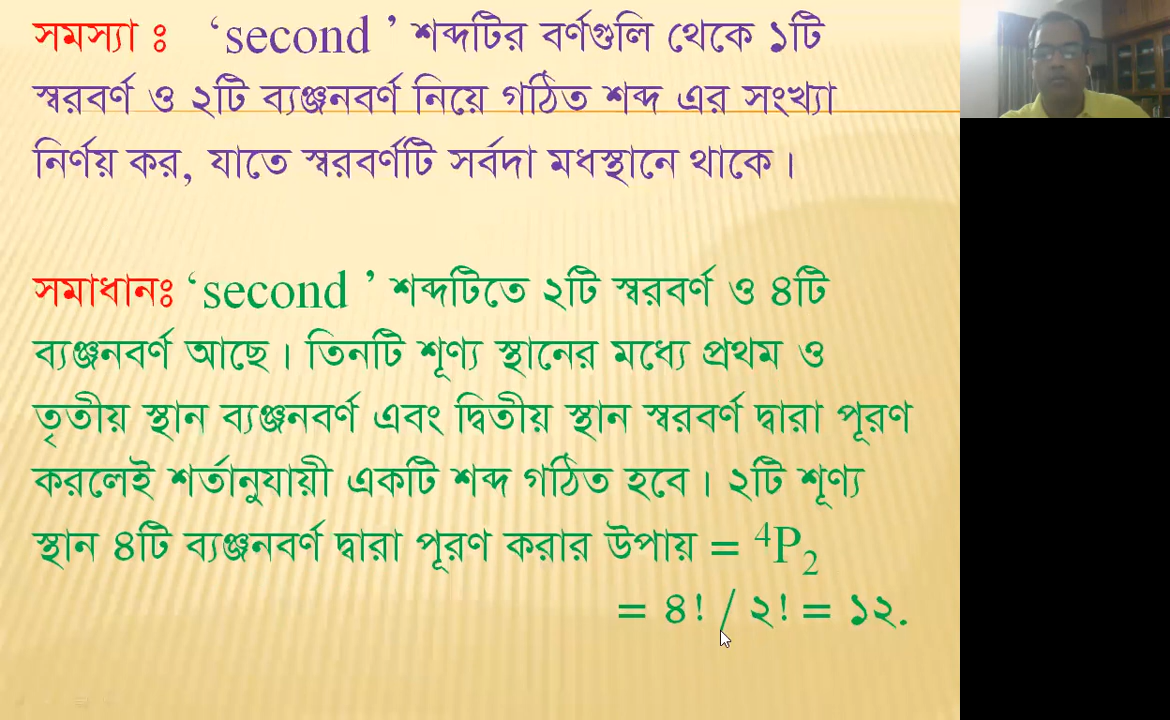 সমস্যা ঃ ‘second ’ শব্দটির বর্ণগুলি থেকে ১টি
স্বরবর্ণ ও ২টি ব্যঞ্জনবর্ণ নিয়ে গঠিত শব্দ এর সংখ্যা
নির্ণয় কর, যাতে স্বরবর্ণটি সর্বদা মধস্থানে থাকে।
সমাধানঃ ‘second ’ শব্দটিতে ২টি স্বরবর্ণ ও ৪টি
ব্যঞ্জনবর্ণ আছে। তিনটি শূণ্য স্থানের মধ্যে প্রথম ও
তৃতীয় স্থান ব্যঞ্জনবর্ণ এবং দ্বিতীয় স্থান স্বরবর্ণ দ্বারা পূরণ
করলেই শর্তানুযায়ী একটি শব্দ গঠিত হবে। ২টি শূণ্য
স্থান ৪টি ব্যঞ্জনবর্ণ দ্বারা পূরণ করার উপায় = ⁴P₂
= ৪! / ২! = ১২.